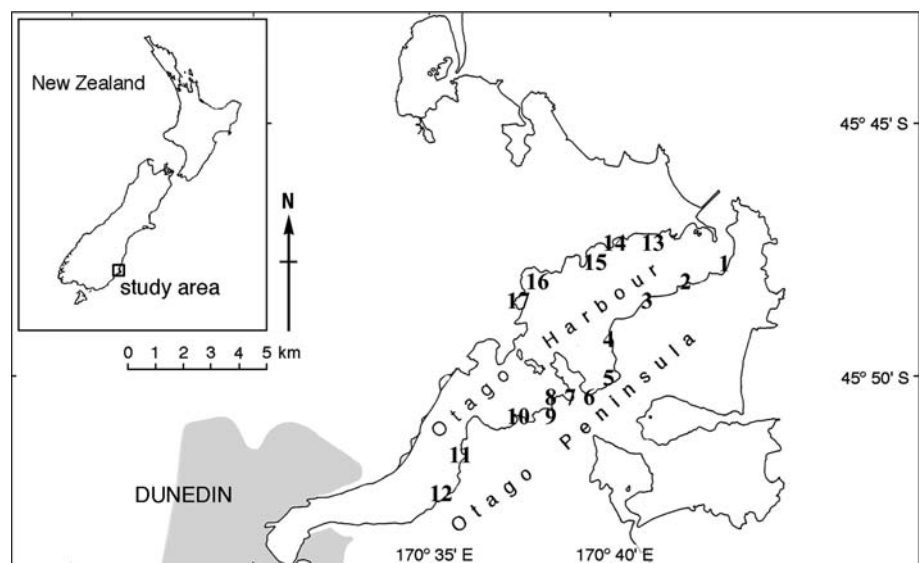 New Zealand
45° 45' S
N
14 13
15
1
2
16
3
17
study area
Otago Harbour
4
0 1 2 3 4 5 km
5
45° 50' S
8 7 6
10 9
Otago Peninsula
11
DUNEDIN
12
170° 35' E
170° 40' E